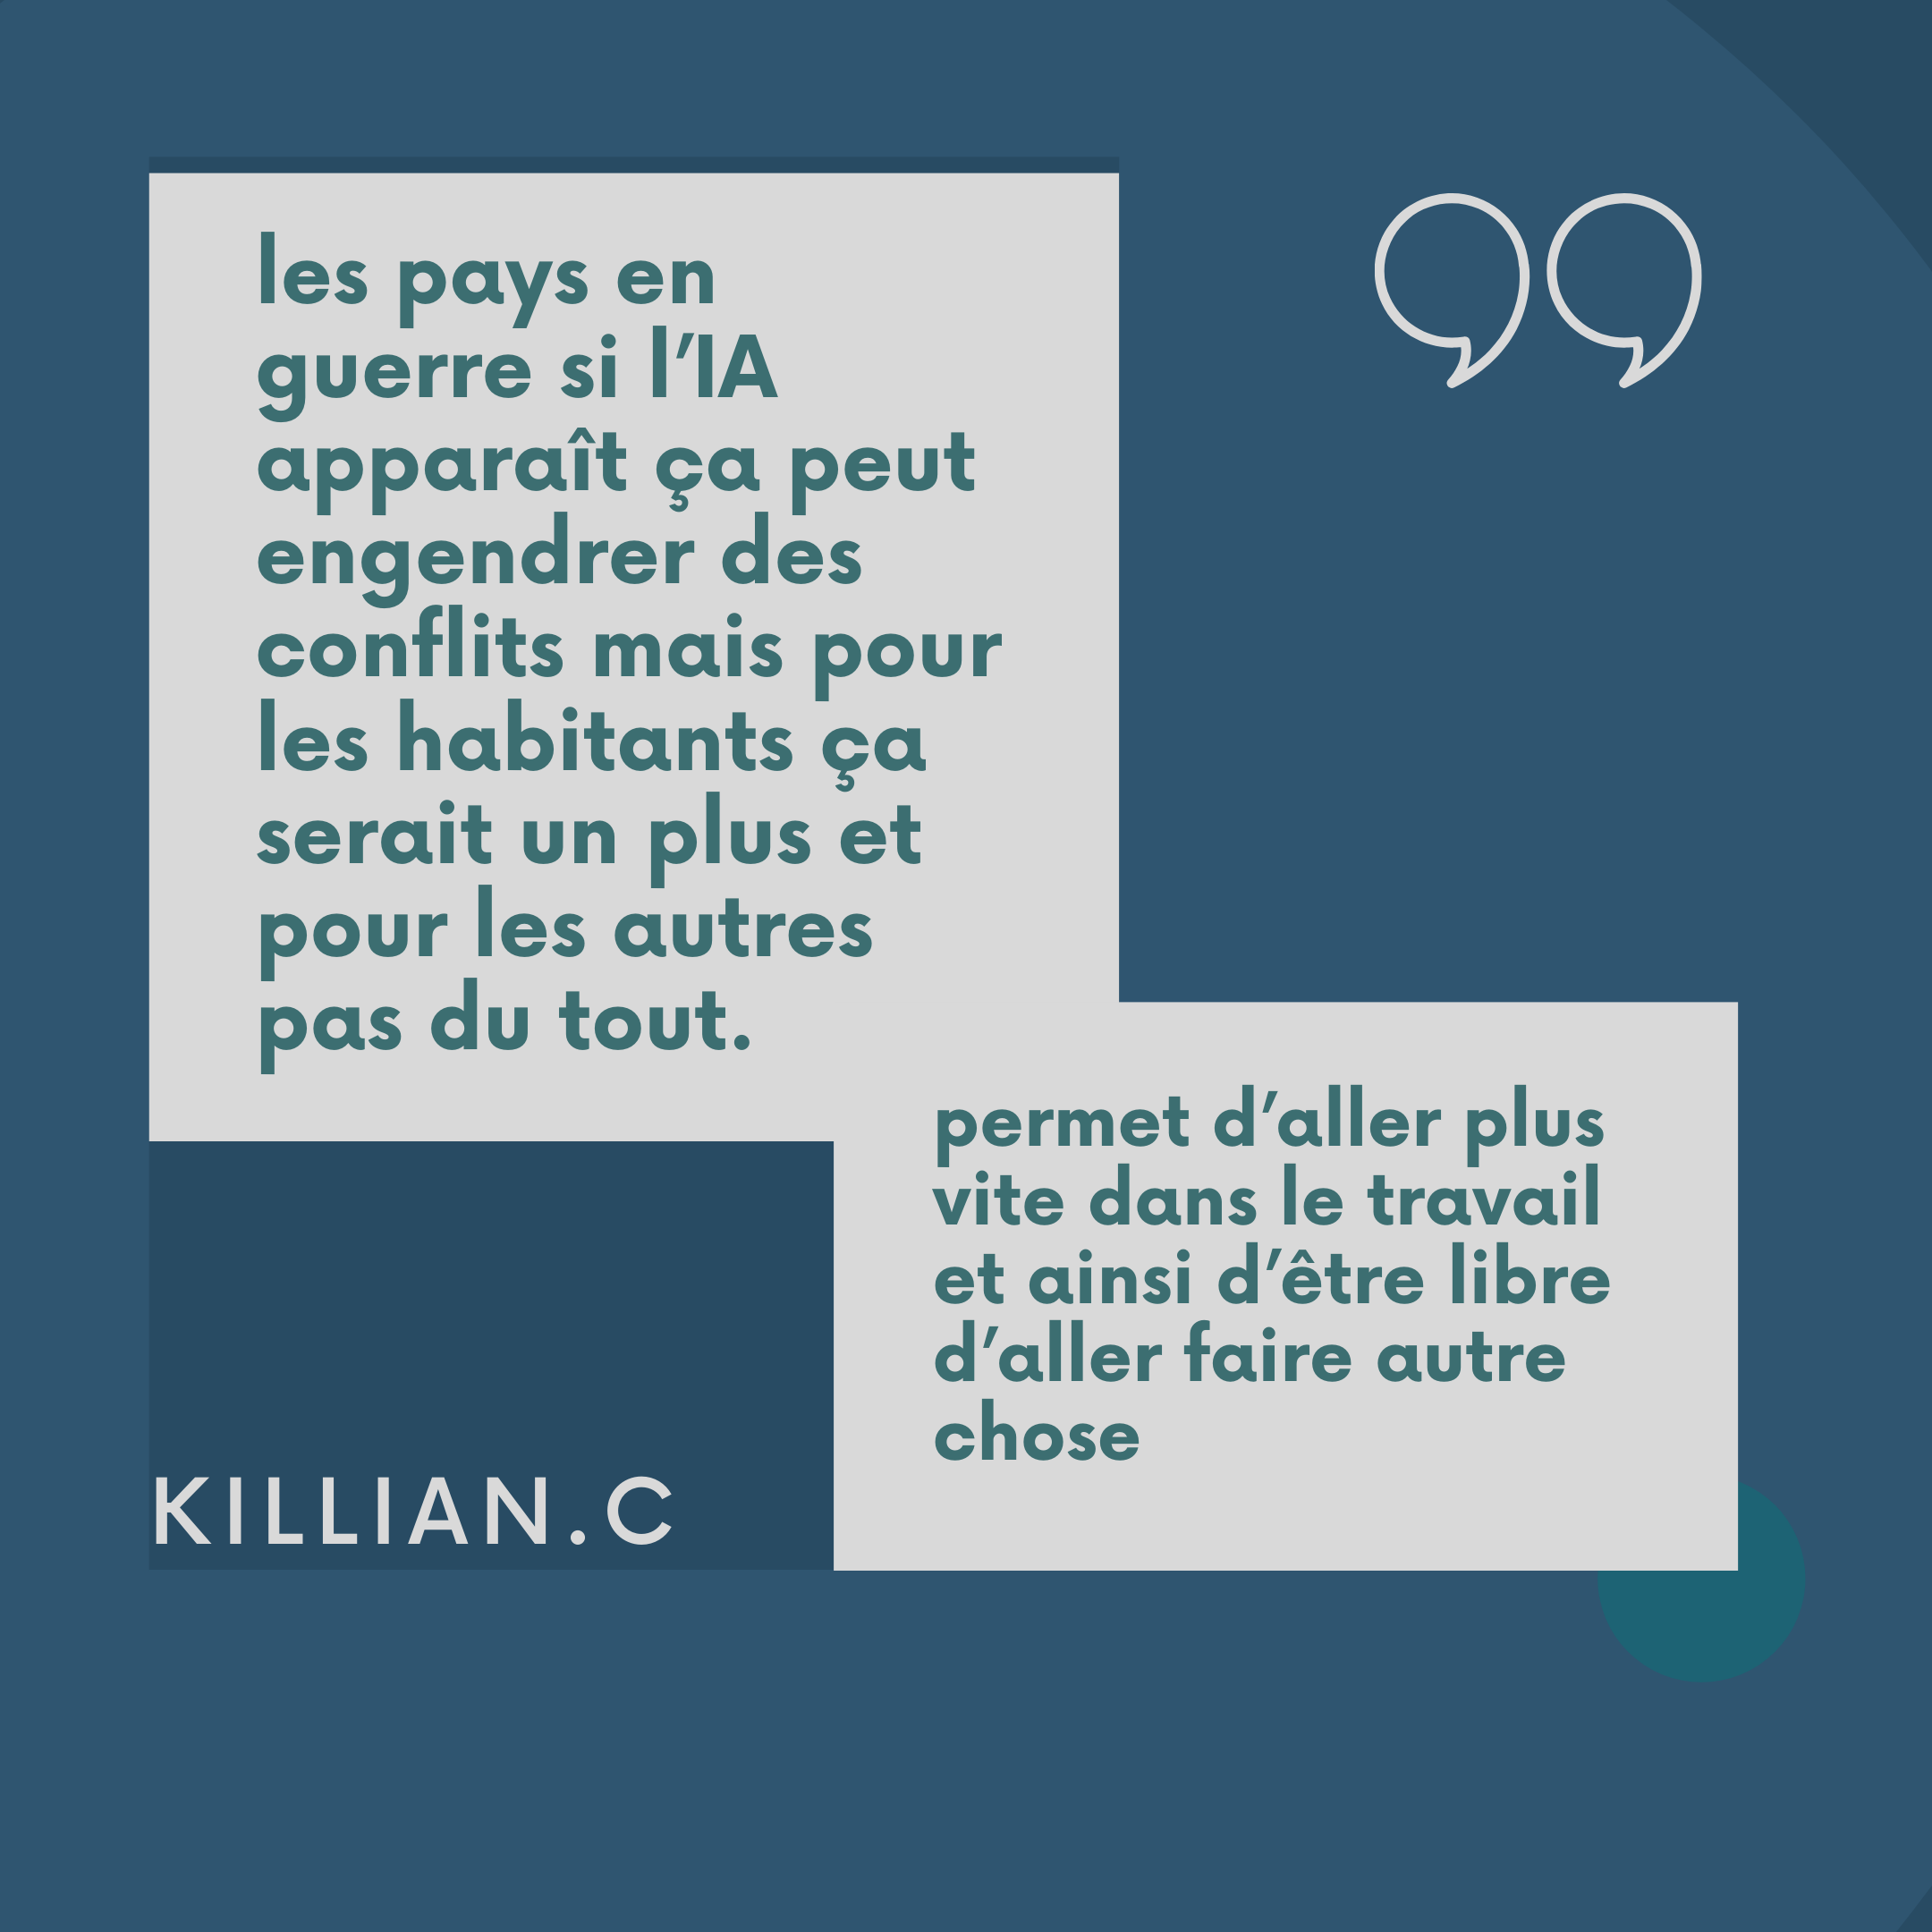 les pays en
guerre si l'IA
apparaît ça peut
engendrer des
conflits mais pour
les habitants ça
serait un plus et
pour les autres
pas du tout.
permet d'aller plus
vite dans le travail
et ainsi d'être libre
d'aller faire autre
chose
KILLIAN.C